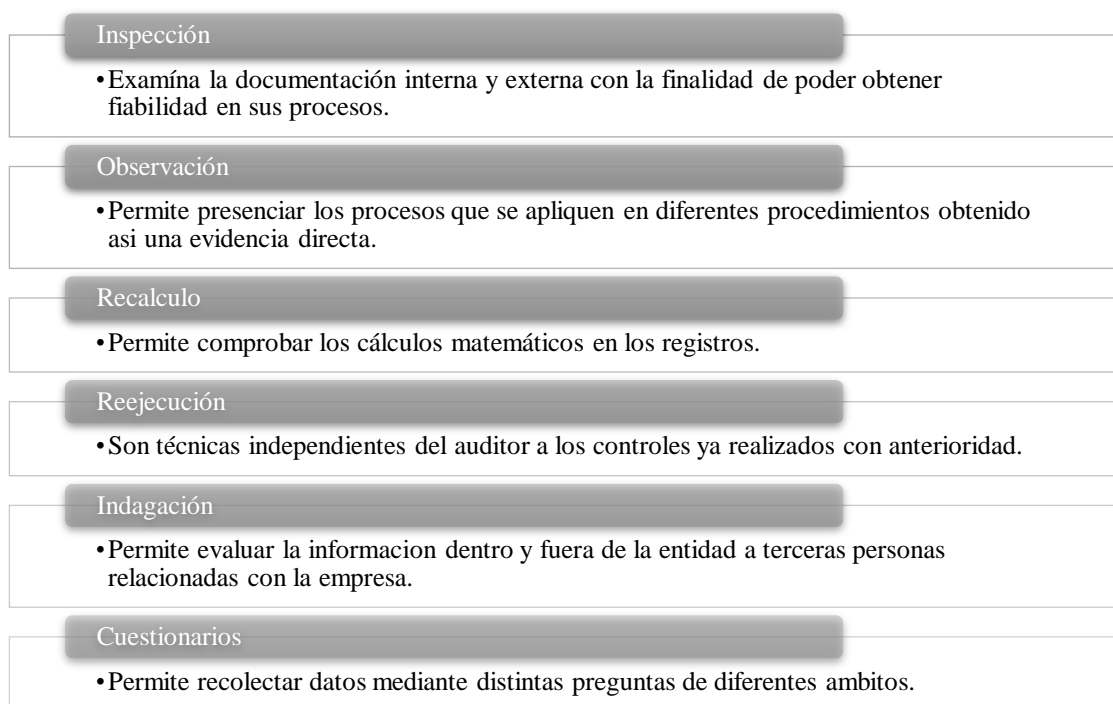 Inspección
•Examína la documentación interna y externa con la finalidad de poder obtener
fiabilidad en sus procesos.
Observación
•Permite presenciar los procesos que se apliquen en diferentes procedimientos obtenido
asi una evidencia directa.
Recalculo
•Permite comprobar los cálculos matemáticos en los registros.
Reejecución
•Son técnicas independientes del auditor a los controles ya realizados con anterioridad.
Indagación
•Permite evaluar la informacion dentro y fuera de la entidad a terceras personas
relacionadas con la empresa.
Cuestionarios
•Permite recolectar datos mediante distintas preguntas de diferentes ambitos.